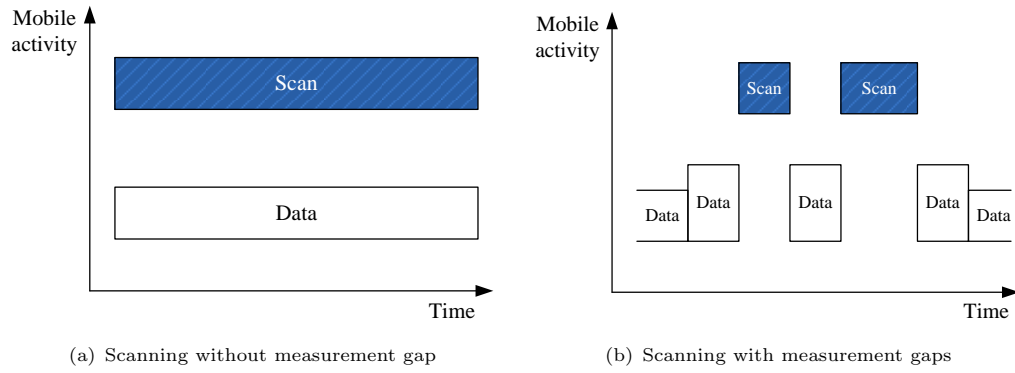 Mobile
activity
Scan
Data
Time
(a) Scanning without measurement gap
Mobile
activity
Scan
Scan
Data
Data
Data
Data
Data
Time
(b) Scanning with measurement gaps